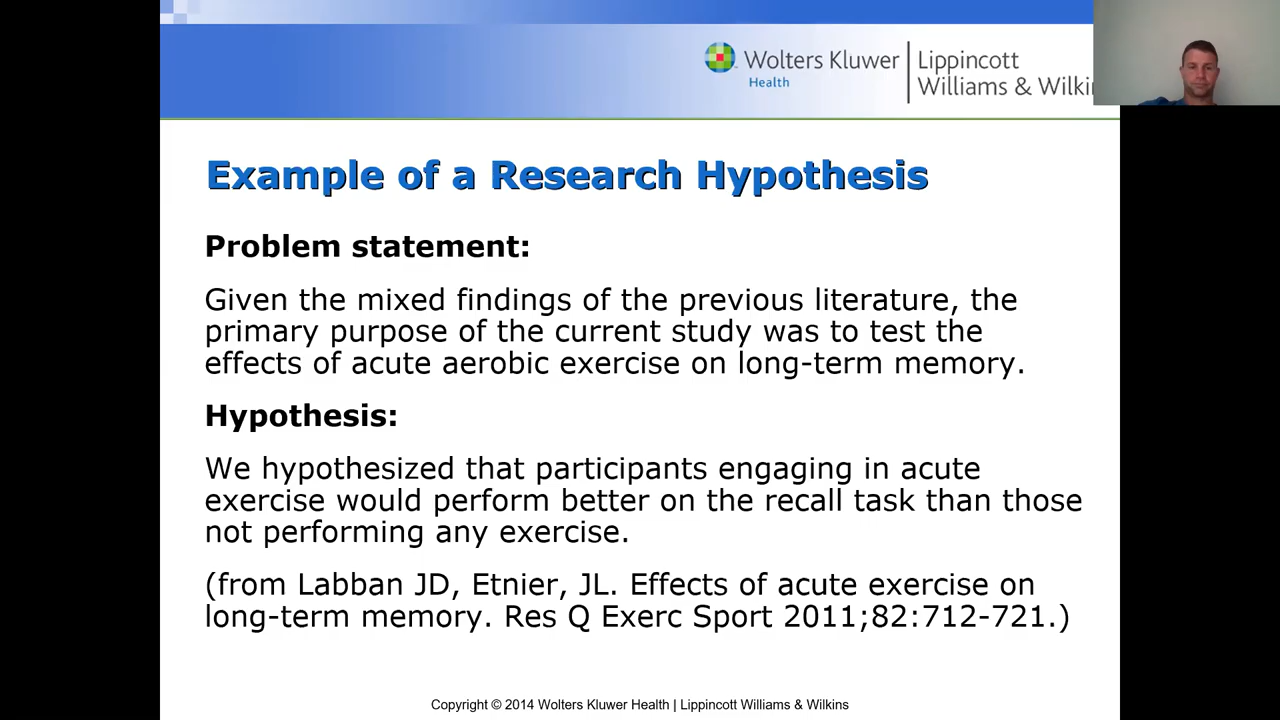 Wolters Kluwer
Health
Lippincott
Williams &
Example of a Research Hypothesis
Problem statement:
Given the mixed findings of the previous literature, the
primary purpose of the current study was to test the
effects of acute aerobic exercise on long-term memory.
Hypothesis:
We hypothesized that participants engaging in acute
exercise would perform better on the recall task than those
not performing any exercise.
(from Labban JD, Etnier, JL. Effects of acute exercise on
long-term memory. Res Q Exerc Sport 2011;82:712-721.)
Copyright © 2014 Wolters Kluwer Health | Lippincott Williams & Wilkins